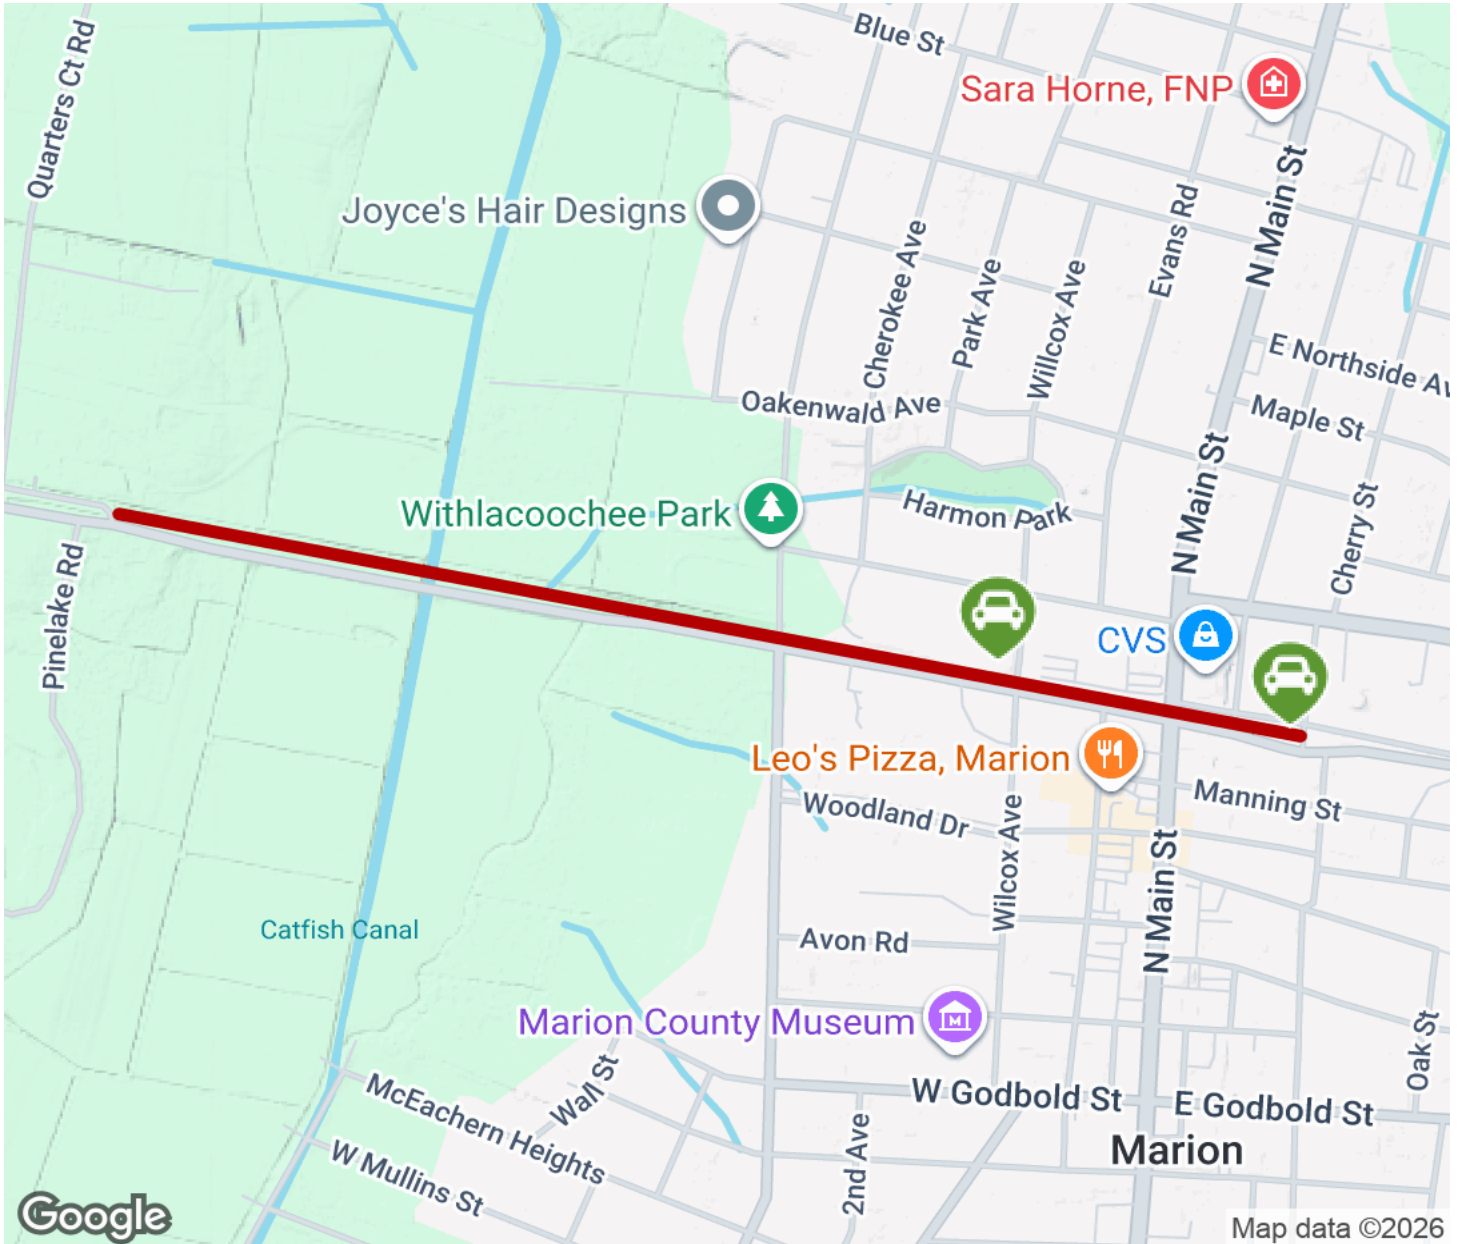 Blue St
Sara Horne, FNP
Quarters Ct Rd
N Main St
Joyce's Hair Designs
Evans Rd
Cherokee Ave
Park Ave
Willcox Ave
E Northside Av
Oakenwald Ave
Maple St
N Main St
Withlacoochee Park
Harmon Park
Cherry St
Pinelake Rd
CVS
Leo's Pizza, Marion
Manning St
Woodland Dr
Wilcox Ave
N Main St
Catfish Canal
Avon Rd
Marion County Museum
Oak St
Wall St
McEachern Heights
W Godbold St
E Godbold St
Marion
2nd Ave
W Mullins St
Google
Map data ©2026